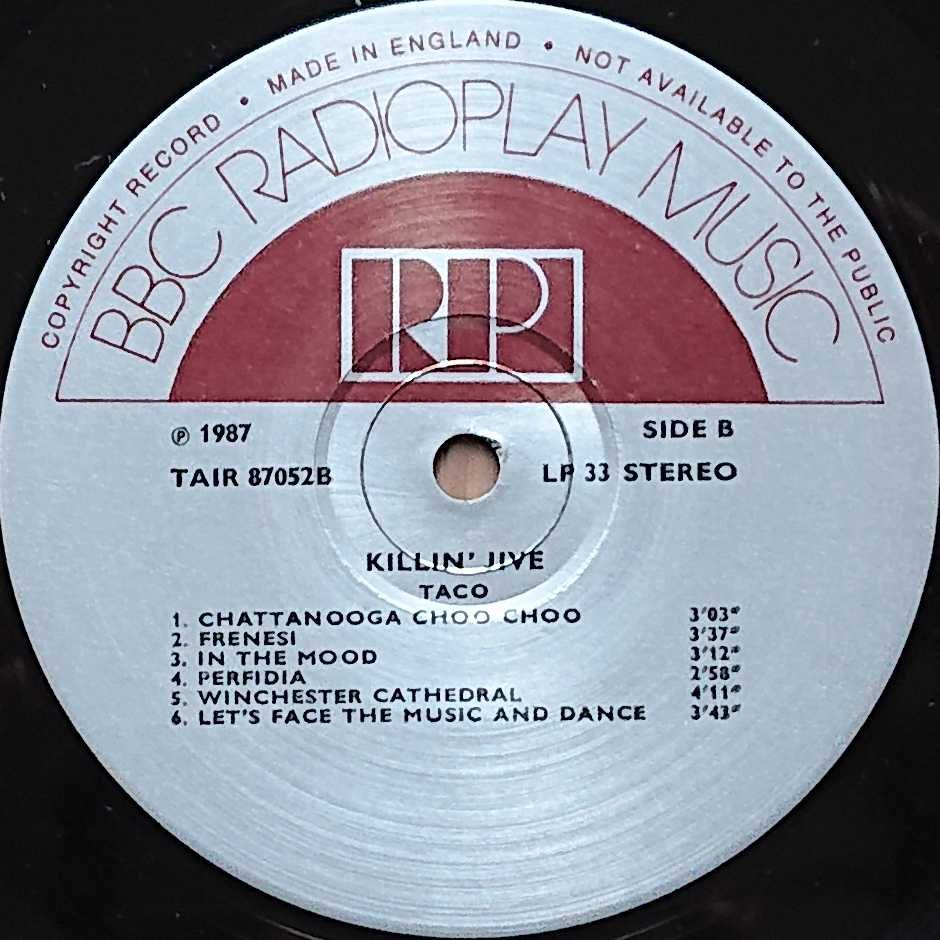 COPYRIGHT RECORD • MADE IN ENGLAND • NOT AVAILABLE TO THE PUBLIC
BBC RADIOPLAY MUSIC
RP
℗ 1987 SIDE B
TAIR 87052B LP 33 STEREO
KILLIN' JIVE
TACO
1. CHATTANOOGA CHOO CHOO 3'03"
2. FRENESI 3'37"
3. IN THE MOOD 3'12"
4. PERFIDIA 2'58"
5. WINCHESTER CATHEDRAL 4'11"
6. LET'S FACE THE MUSIC AND DANCE 3'43"